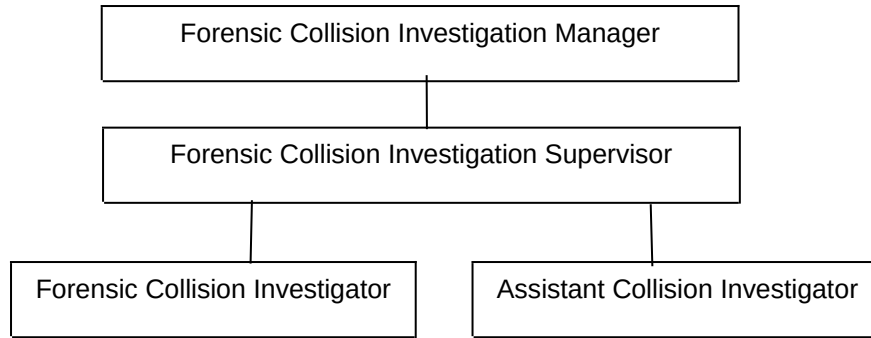 Forensic Collision Investigation Manager
Forensic Collision Investigation Supervisor
Forensic Collision Investigator
Assistant Collision Investigator